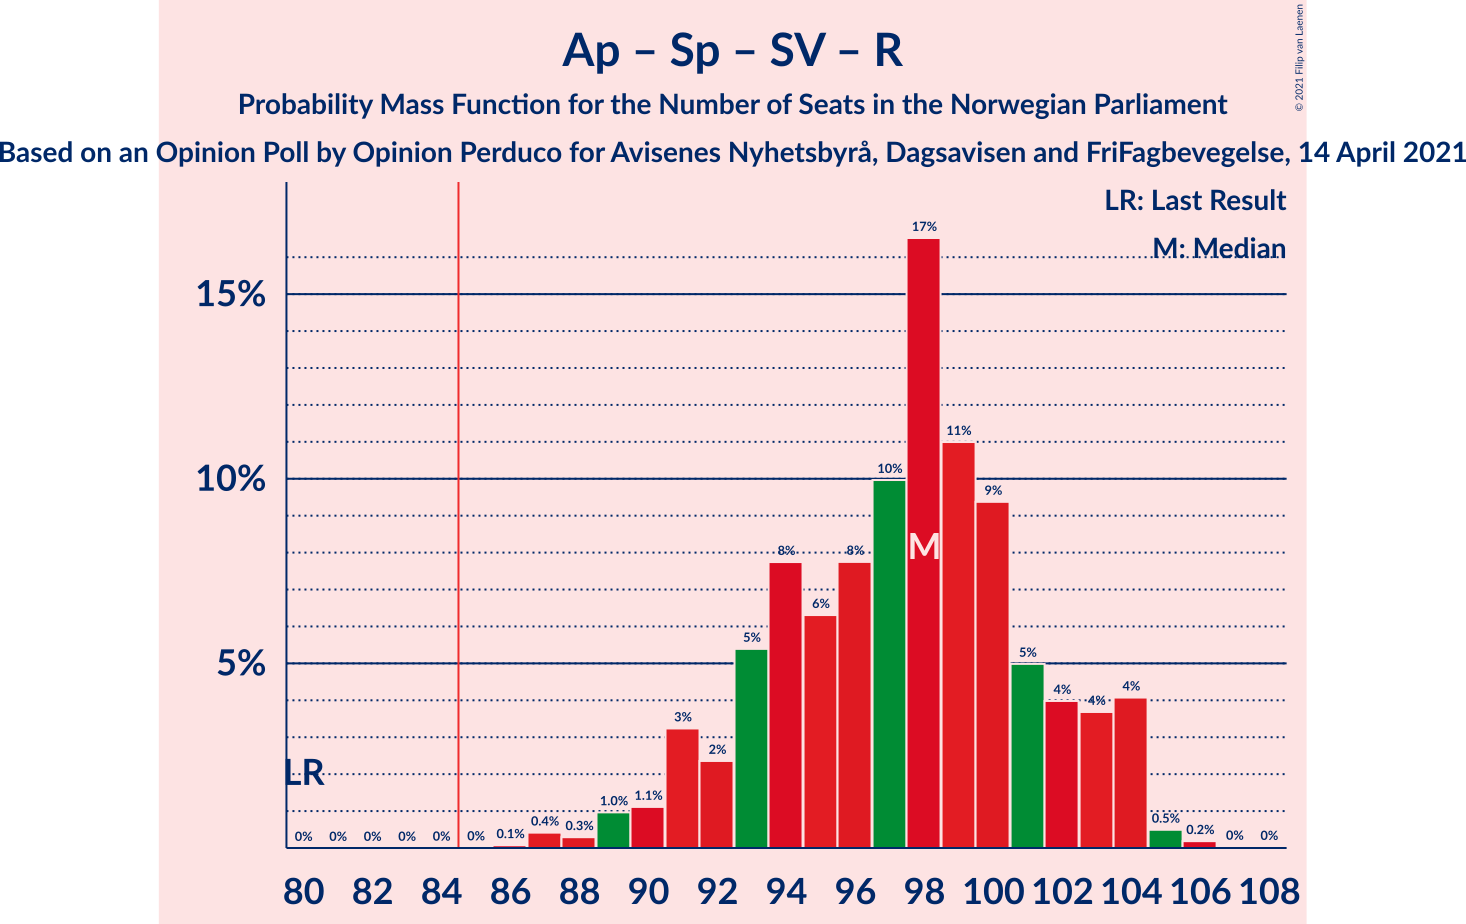 Ap – Sp – SV – R
Probability Mass Function for the Number of Seats in the Norwegian Parliament
Based on an Opinion Poll by Opinion Perduco for Avisenes Nyhetsbyrå, Dagsavisen and FriFagbevegelse, 14 April 2021
© 2021 Filip van Laenen
LR: Last Result
M: Median
15%
10%
5%
LR
M
0% 0% 0% 0% 0% 0% 0.1% 0.4% 0.3% 1.0% 1.1% 3% 2% 5% 8% 6% 8% 10% 17% 11% 9% 5% 4% 4% 4% 0.5% 0.2% 0% 0%
80 82 84 86 88 90 92 94 96 98 100 102 104 106 108